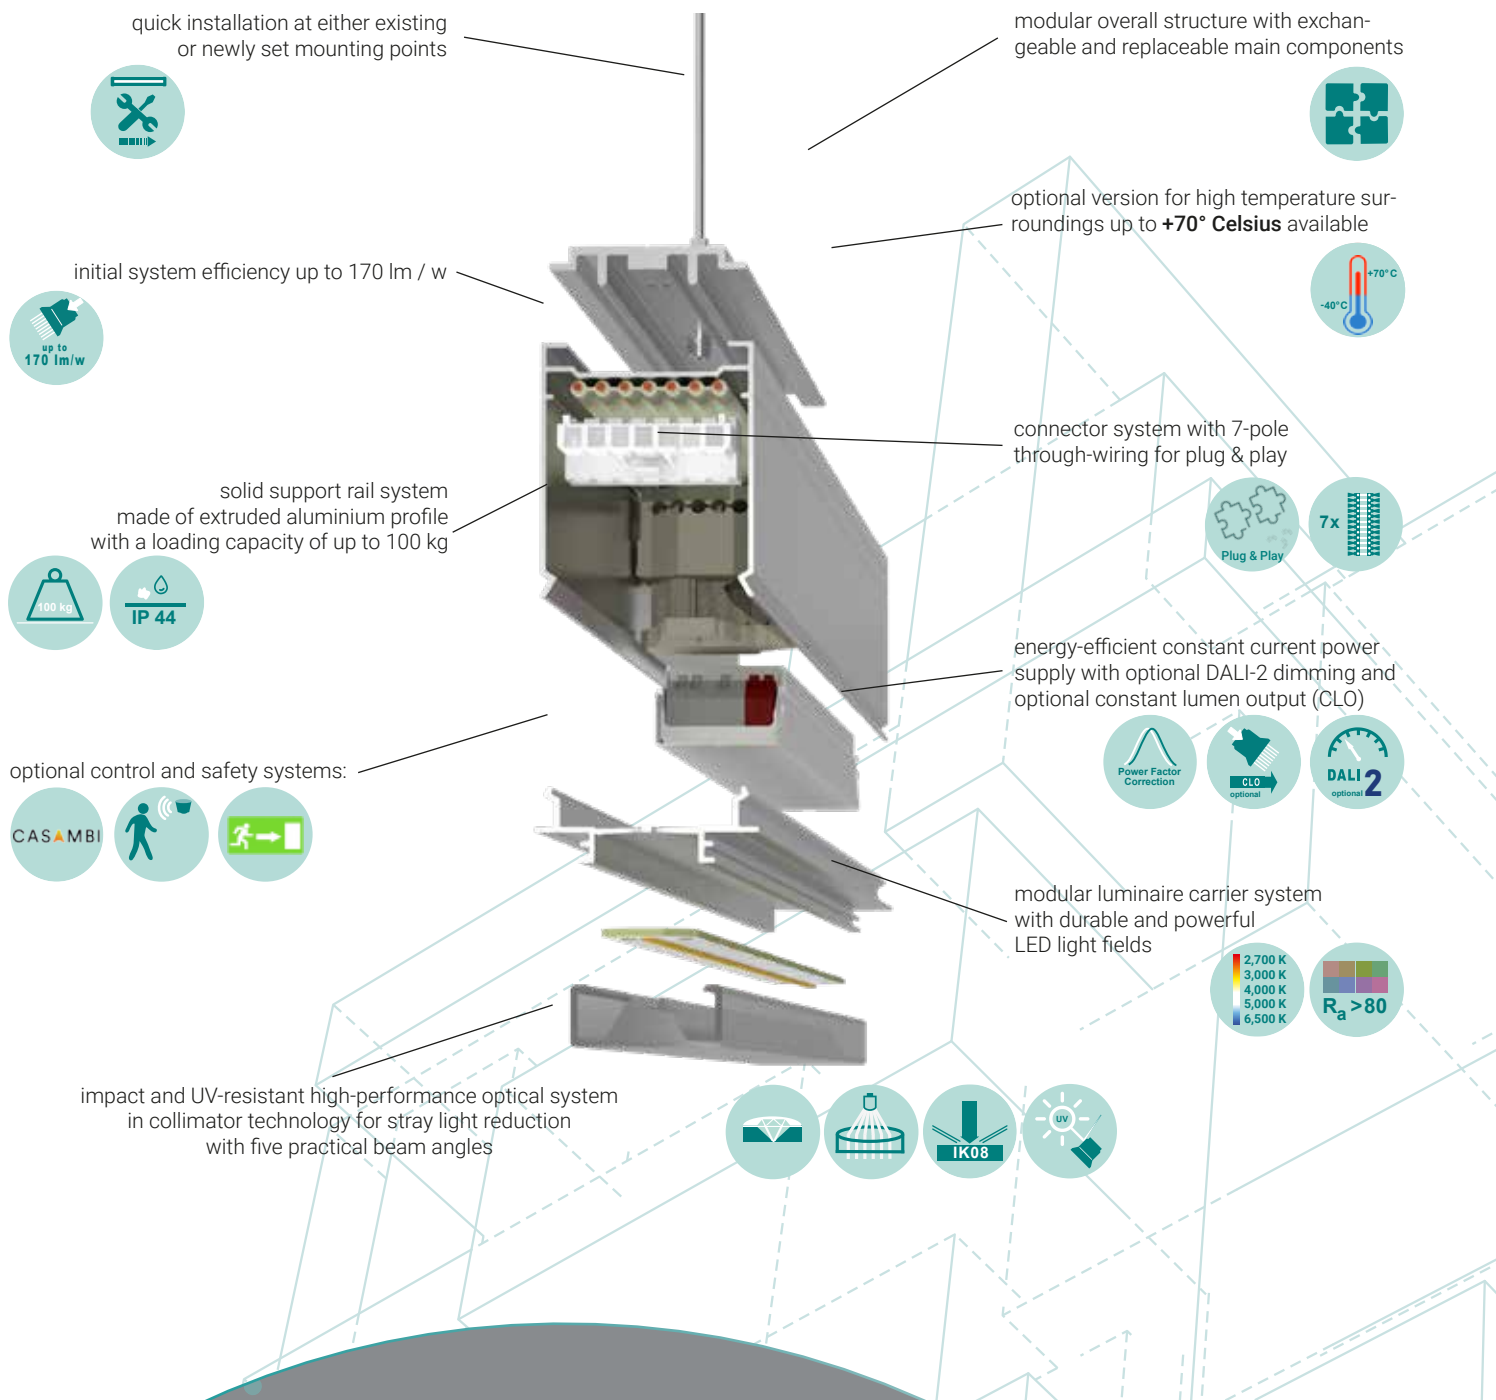 quick installation at either existing
or newly set mounting points
modular overall structure with exchan-
geable and replaceable main components
optional version for high temperature sur-
roundings up to +70° Celsius available
+70°C
-40°C
initial system efficiency up to 170 lm / w
up to
170 lm/w
connector system with 7-pole
through-wiring for plug & play
Plug & Play
7x
solid support rail system
made of extruded aluminium profile
with a loading capacity of up to 100 kg
100 kg
IP 44
energy-efficient constant current power
supply with optional DALI-2 dimming and
optional constant lumen output (CLO)
Power Factor
Correction
CLO
optional
DALI 2
optional
optional control and safety systems:
CASAMBI
modular luminaire carrier system
with durable and powerful
LED light fields
2,700 K
3,000 K
4,000 K
5,000 K
6,500 K
Ra >80
impact and UV-resistant high-performance optical system
in collimator technology for stray light reduction
with five practical beam angles
IK08
UV